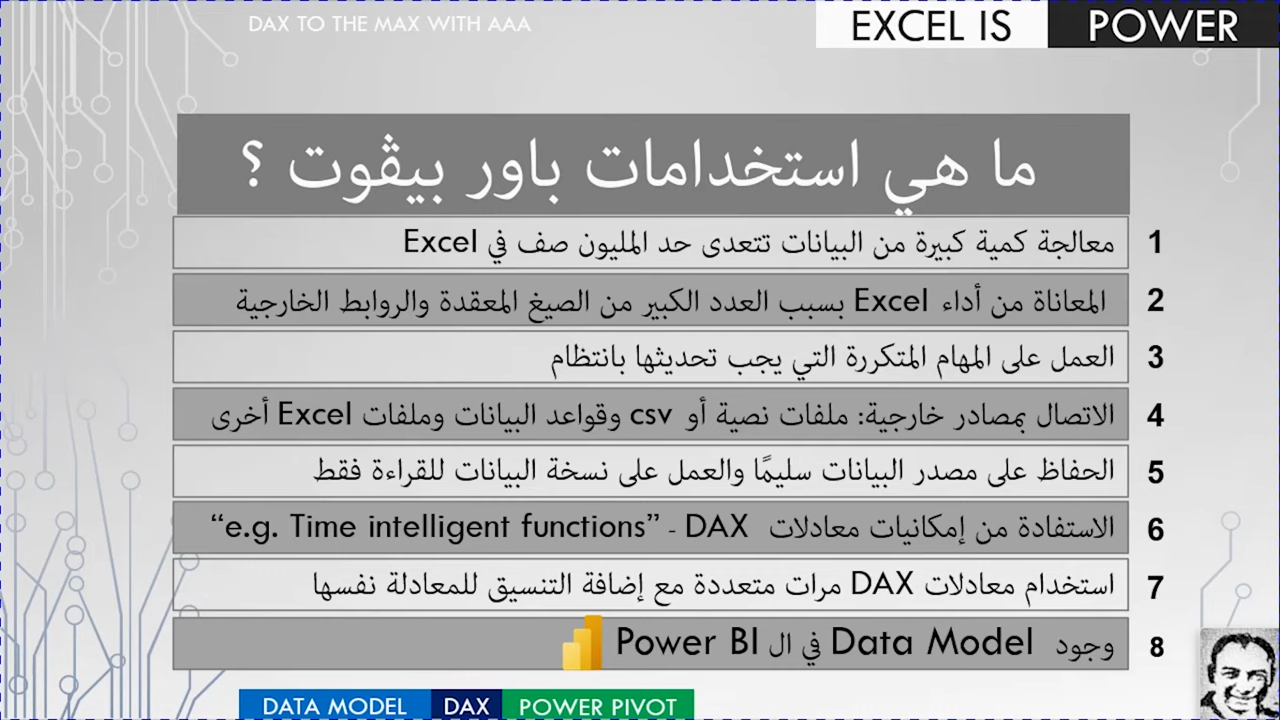 DAX TO THE MAX WITH AAA
EXCEL IS POWER
ما هي استخدامات باور بيڤوت ؟
1 معالجة كمية كبيرة من البيانات تتعدى حد المليون صف في Excel
2 المعاناة من أداء Excel بسبب العدد الكبير من الصيغ المعقدة والروابط الخارجية
3 العمل على المهام المتكررة التي يجب تحديثها بانتظام
4 الاتصال بمصادر خارجية: ملفات نصية أو csv وقواعد البيانات وملفات Excel أخرى
5 الحفاظ على مصدر البيانات سليمًا والعمل على نسخة البيانات للقراءة فقط
6 الاستفادة من إمكانيات معادلات DAX - “e.g. Time intelligent functions”
7 استخدام معادلات DAX مرات متعددة مع إضافة التنسيق للمعادلة نفسها
8 وجود Data Model في ال Power BI
DATA MODEL DAX POWER PIVOT